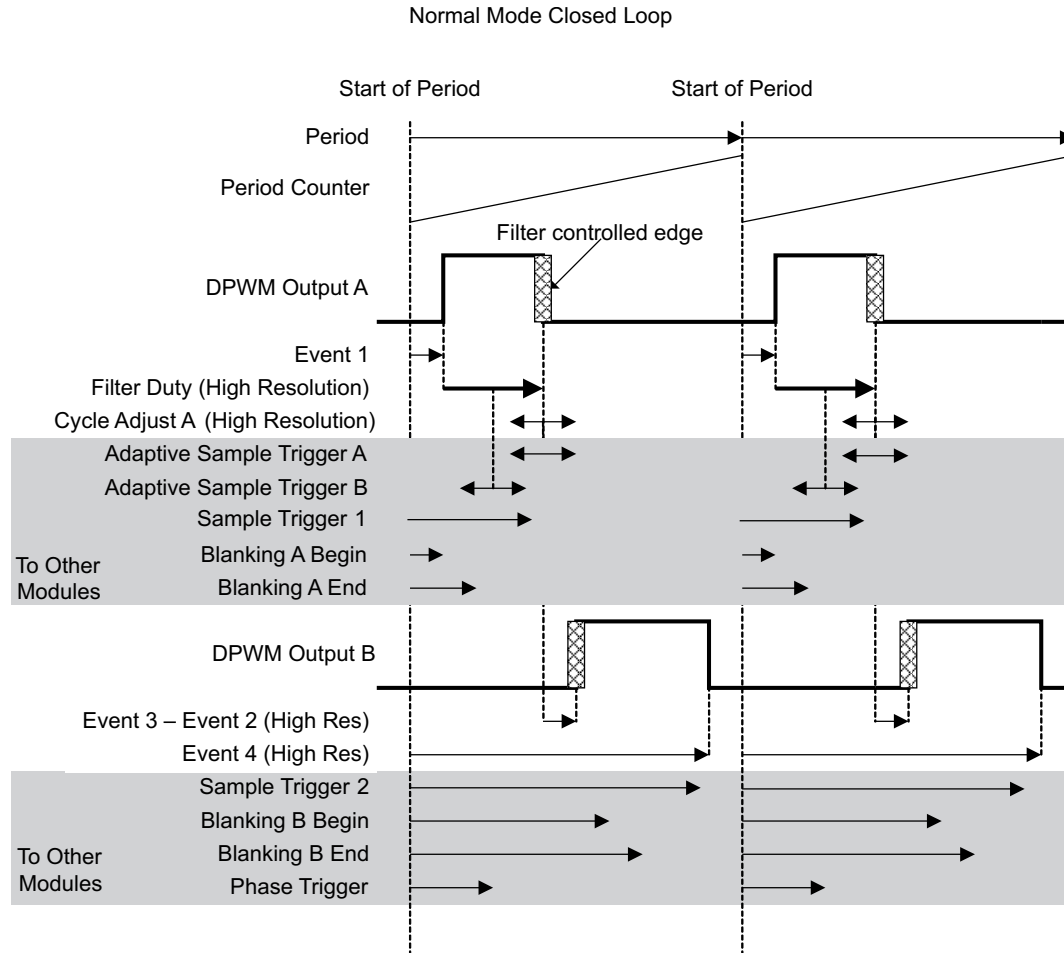 Normal Mode Closed Loop
Start of Period
Start of Period
Period
Period Counter
Filter controlled edge
DPWM Output A
Event 1
Filter Duty (High Resolution)
Cycle Adjust A (High Resolution)
Adaptive Sample Trigger A
Adaptive Sample Trigger B
Sample Trigger 1
Blanking A Begin
Blanking A End
To Other
Modules
DPWM Output B
Event 3 – Event 2 (High Res)
Event 4 (High Res)
Sample Trigger 2
Blanking B Begin
Blanking B End
Phase Trigger
To Other
Modules